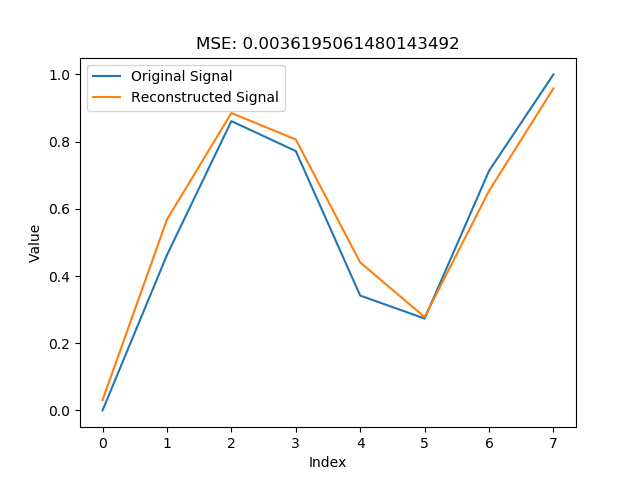 MSE: 0.0036195061480143492
Original Signal
Reconstructed Signal
1.0
0.8
0.6
0.4
0.2
0.0
Value
0 1 2 3 4 5 6 7
Index